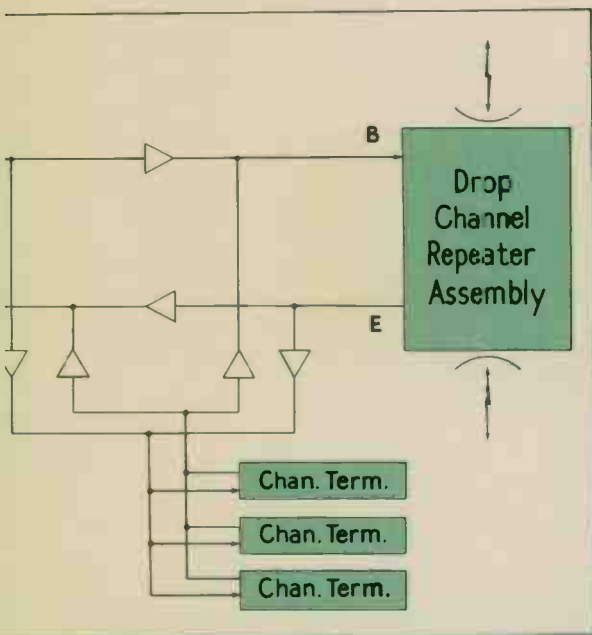 B
Drop
Channel
Repeater
Assembly
E
Chan. Term.
Chan. Term.
Chan. Term.